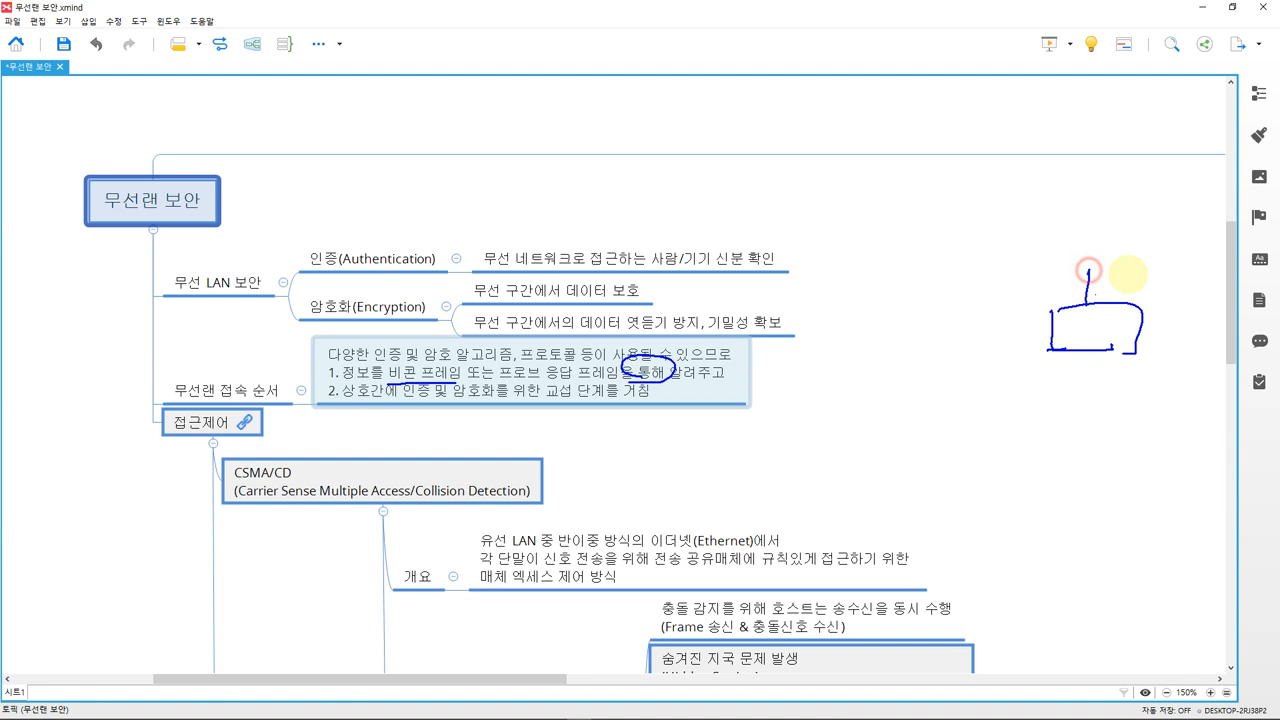 무선랜 보안.xmind
파일 편집 보기 삽입 수정 도구 윈도우 도움말
*무선랜 보안
무선랜 보안
인증(Authentication)
무선 네트워크로 접근하는 사람/기기 신분 확인
무선 LAN 보안
무선 구간에서 데이터 보호
암호화(Encryption)
무선 구간에서의 데이터 엿듣기 방지, 기밀성 확보
다양한 인증 및 암호 알고리즘, 프로토콜 등이 사용될 수 있으므로
1. 정보를 비콘 프레임 또는 프로브 응답 프레임을 통해 알려주고
2. 상호간에 인증 및 암호화를 위한 교섭 단계를 거침
무선랜 접속 순서
접근제어
CSMA/CD
(Carrier Sense Multiple Access/Collision Detection)
유선 LAN 중 반이중 방식의 이더넷(Ethernet)에서
각 단말이 신호 전송을 위해 전송 공유매체에 규칙있게 접근하기 위한
매체 엑세스 제어 방식
개요
충돌 감지를 위해 호스트는 송수신을 동시 수행
(Frame 송신 & 충돌신호 수신)
숨겨진 지국 문제 발생
시트1
150%
토픽 (무선랜 보안)
자동 저장: OFF
DESKTOP-2RJ38P2